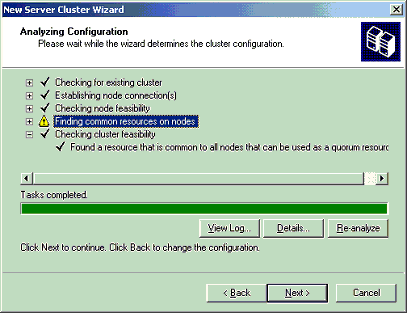 New Server Cluster Wizard
Analyzing Configuration
Please wait while the wizard determines the cluster configuration.
Checking for existing cluster
Establishing node connection(s)
Checking node feasibility
Finding common resources on nodes
Checking cluster feasibility
Found a resource that is common to all nodes that can be used as a quorum resourc
Tasks completed.
View Log... Details... Re-analyze
Click Next to continue. Click Back to change the configuration.
< Back Next > Cancel